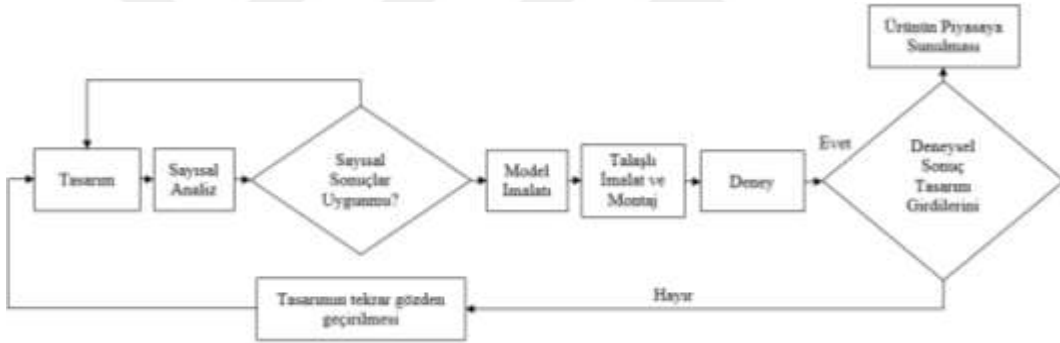 Ürünün Piyasaya
Sunulması
Evet
Tasarım
Sayısal
Analiz
Sayısal
Sonuçlar
Uygunmu?
Model
İmalatı
Talaşlı
İmalat ve
Montaj
Deney
Deneysel
Sonuç
Tasarım
Girdilerini
Hayır
Tasarımın tekrar gözden
geçirilmesi